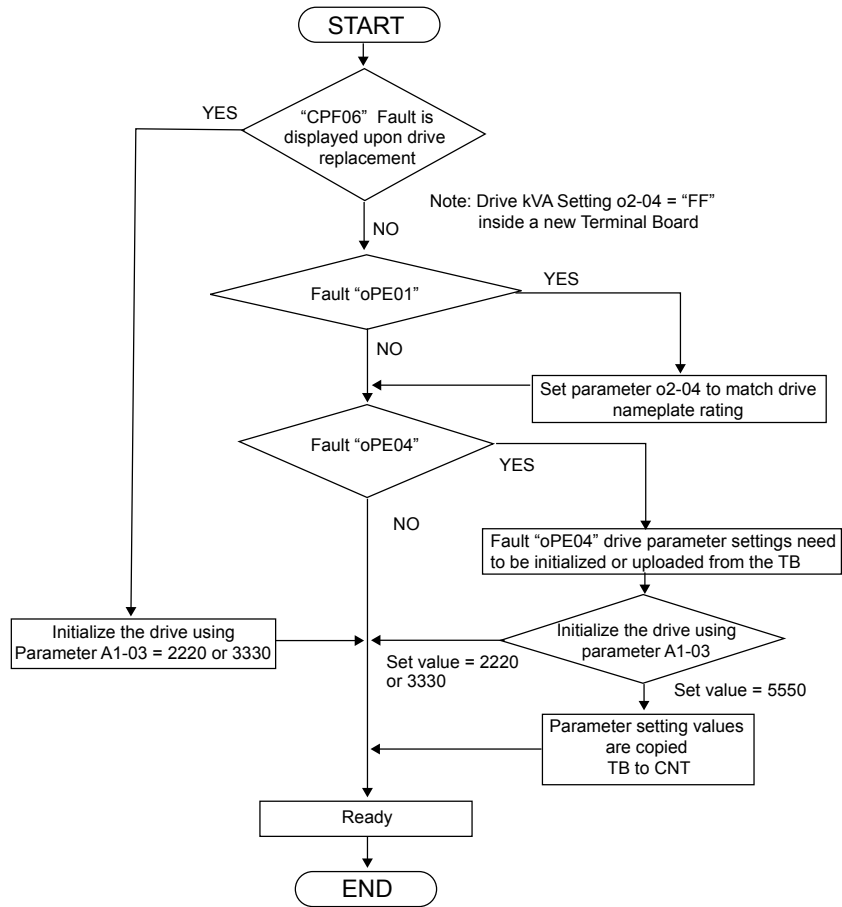 START
YES
“CPF06” Fault is
displayed upon drive
replacement
Note: Drive kVA Setting o2-04 = “FF”
inside a new Terminal Board
NO
Fault “oPE01”
YES
NO
Set parameter o2-04 to match drive
nameplate rating
Fault “oPE04”
YES
NO
Fault “oPE04” drive parameter settings need
to be initialized or uploaded from the TB
Initialize the drive using
Parameter A1-03 = 2220 or 3330
Initialize the drive using
parameter A1-03
Set value = 2220
or 3330
Set value = 5550
Parameter setting values
are copied
TB to CNT
Ready
END